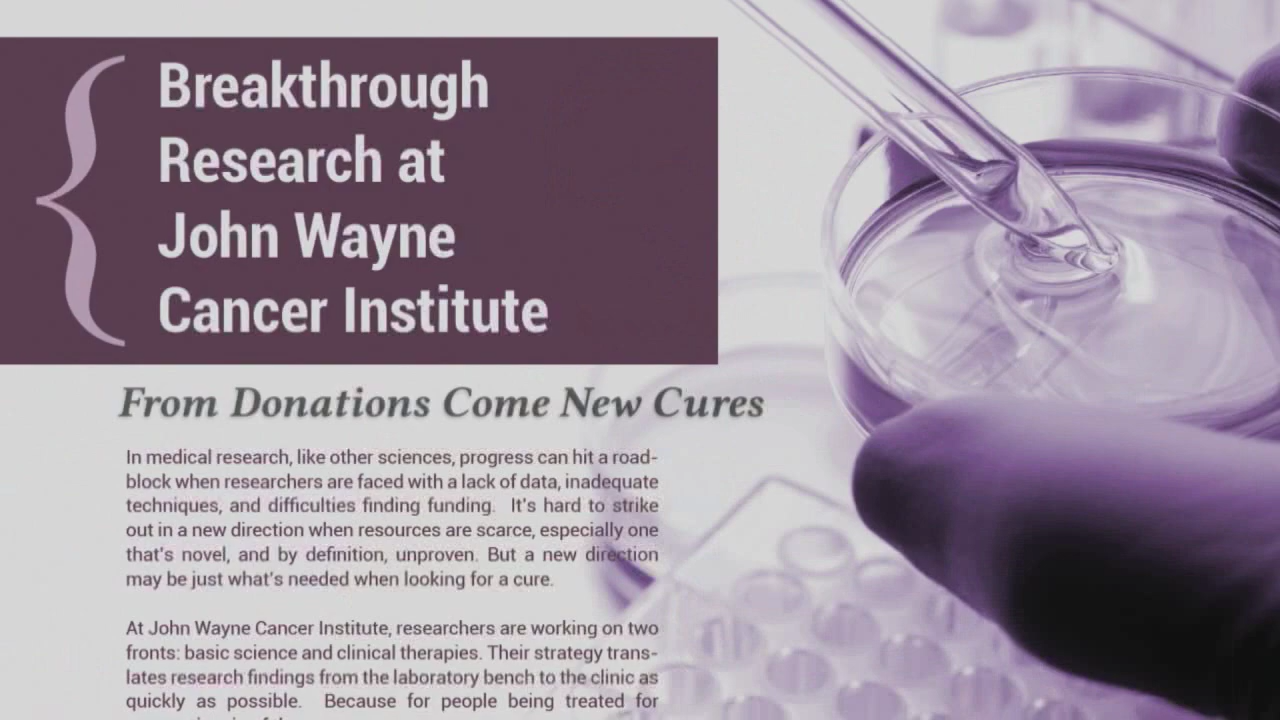 Breakthrough
Research at
John Wayne
Cancer Institute
From Donations Come New Cures
In medical research, like other sciences, progress can hit a road-
block when researchers are faced with a lack of data, inadequate
techniques, and difficulties finding funding. It's hard to strike
out in a new direction when resources are scarce, especially one
that's novel, and by definition, unproven. But a new direction
may be just what's needed when looking for a cure.
At John Wayne Cancer Institute, researchers are working on two
fronts: basic science and clinical therapies. Their strategy trans-
lates research findings from the laboratory bench to the clinic as
quickly as possible. Because for people being treated for